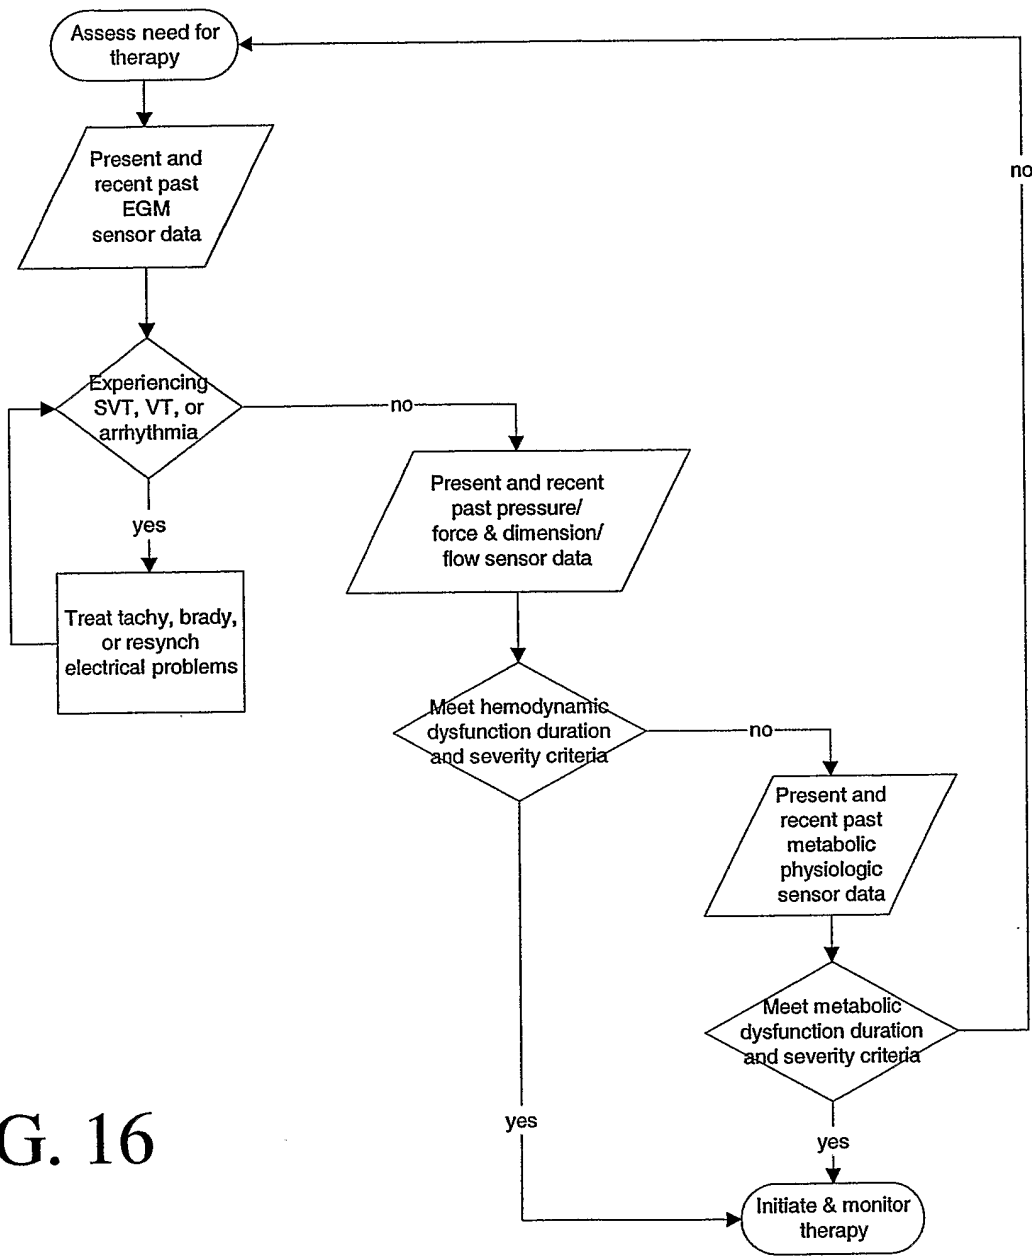 Assess need for
therapy
no
Present and
recent past
EGM
sensor data
Experiencing
SVT, VT, or
arrhythmia
no
yes
Present and recent
past pressure/
force & dimension/
flow sensor data
Treat tachy, brady,
or resynch
electrical problems
Meet hemodynamic
dysfunction duration
and severity criteria
no
Present and
recent past
metabolic
physiologic
sensor data
Meet metabolic
dysfunction duration
and severity criteria
yes
yes
Initiate & monitor
therapy
G. 16